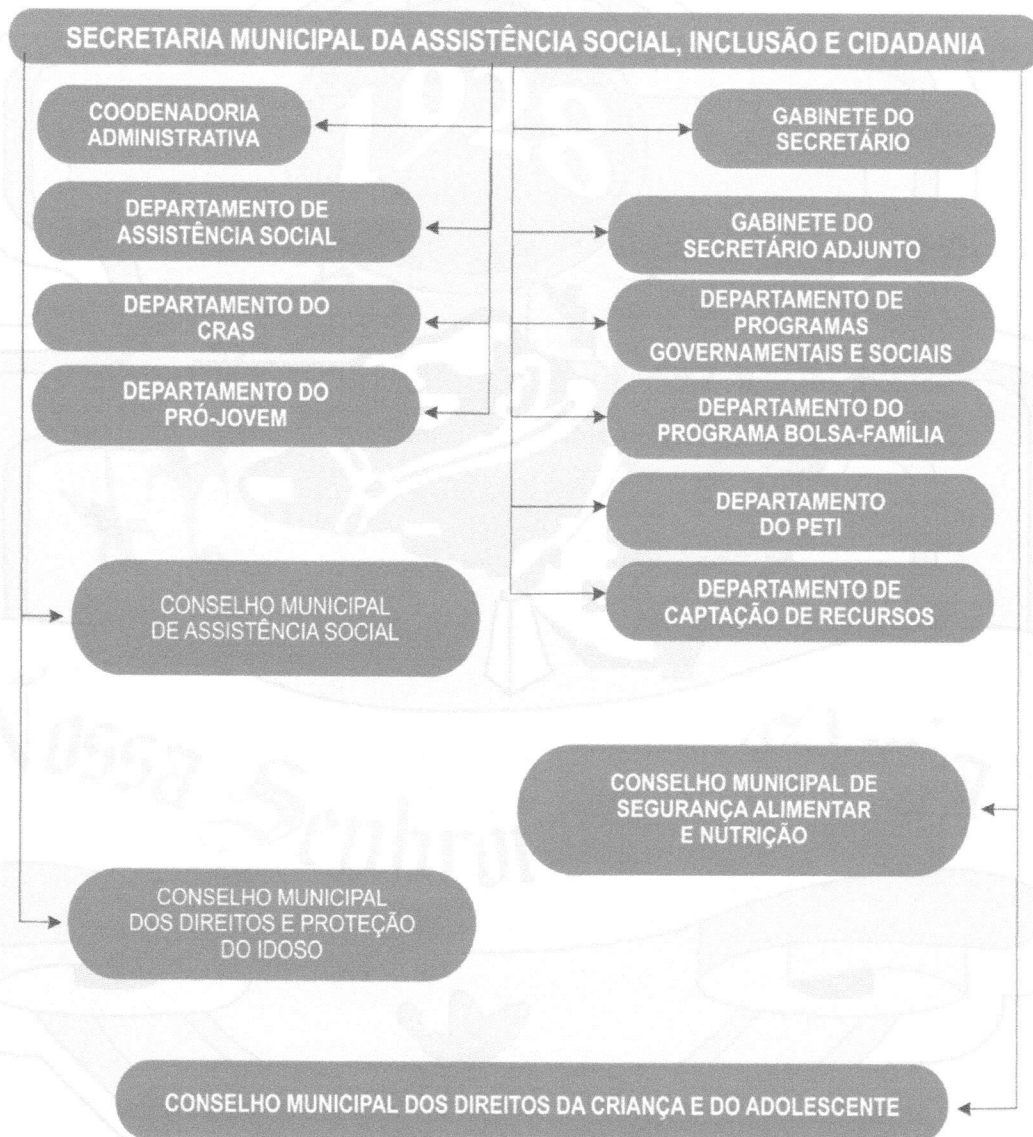 SECRETARIA MUNICIPAL DA ASSISTÊNCIA SOCIAL, INCLUSÃO E CIDADANIA
COODENADORIA
ADMINISTRATIVA
GABINETE DO
SECRETÁRIO
DEPARTAMENTO DE
ASSISTÊNCIA SOCIAL
GABINETE DO
SECRETÁRIO ADJUNTO
DEPARTAMENTO DO
CRAS
DEPARTAMENTO DE
PROGRAMAS
GOVERNAMENTAIS E SOCIAIS
DEPARTAMENTO DO
PRÓ-JOVEM
DEPARTAMENTO DO
PROGRAMA BOLSA-FAMÍLIA
DEPARTAMENTO
DO PETI
CONSELHO MUNICIPAL
DE ASSISTÊNCIA SOCIAL
DEPARTAMENTO DE
CAPTAÇÃO DE RECURSOS
CONSELHO MUNICIPAL DE
SEGURANÇA ALIMENTAR
E NUTRIÇÃO
CONSELHO MUNICIPAL
DOS DIREITOS E PROTEÇÃO
DO IDOSO
CONSELHO MUNICIPAL DOS DIREITOS DA CRIANÇA E DO ADOLESCENTE